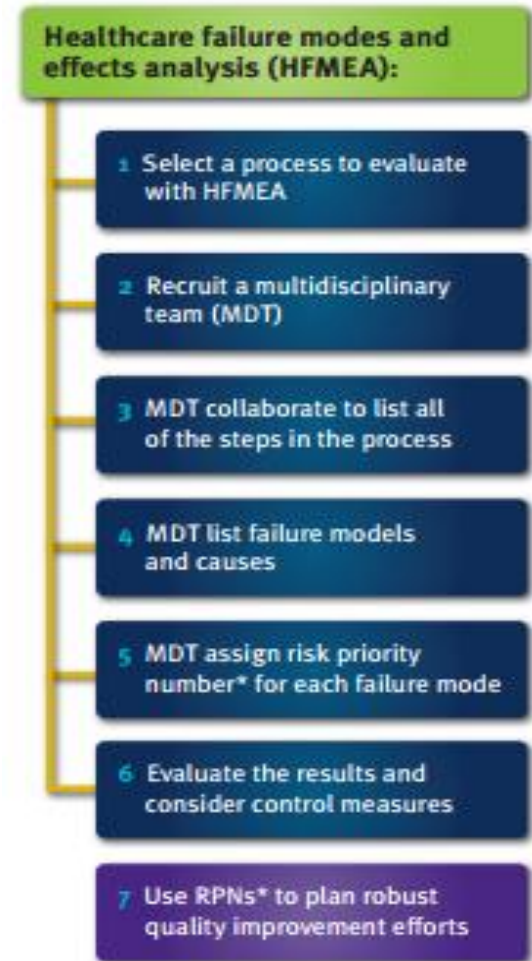 Healthcare failure modes and
effects analysis (HFMEA):
1 Select a process to evaluate
with HFMEA
2 Recruit a multidisciplinary
team (MDT)
3 MDT collaborate to list all
of the steps in the process
4 MDT list failure models
and causes
5 MDT assign risk priority
number* for each failure mode
6 Evaluate the results and
consider control measures
7 Use RPNs* to plan robust
quality improvement efforts